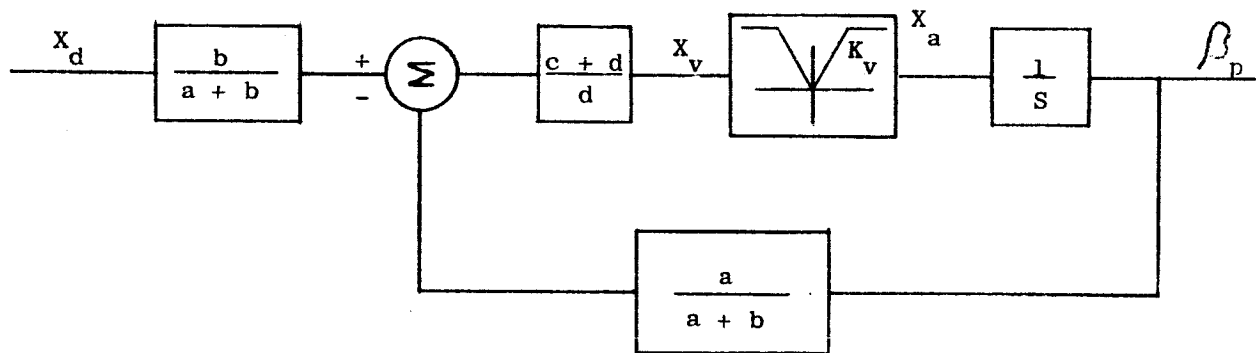 X_d
b
a + b
+
-
Σ
c + d
d
X_v
K_v
X_a
1
S
β_p
a
a + b